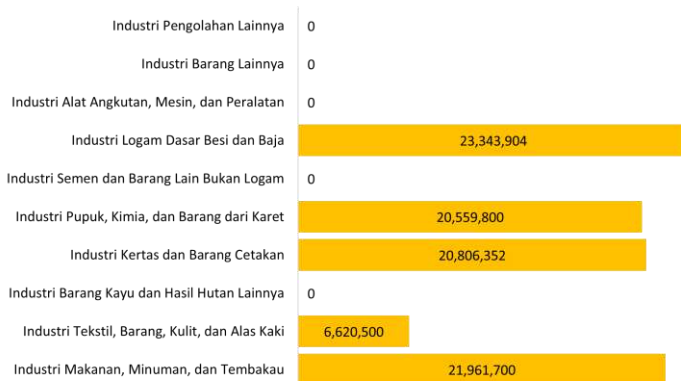 Industri Pengolahan Lainnya 0
Industri Barang Lainnya 0
Industri Alat Angkutan, Mesin, dan Peralatan 0
Industri Logam Dasar Besi dan Baja 23,343,904
Industri Semen dan Barang Lain Bukan Logam 0
Industri Pupuk, Kimia, dan Barang dari Karet 20,559,800
Industri Kertas dan Barang Cetakan 20,806,352
Industri Barang Kayu dan Hasil Hutan Lainnya 0
Industri Tekstil, Barang, Kulit, dan Alas Kaki 6,620,500
Industri Makanan, Minuman, dan Tembakau 21,961,700